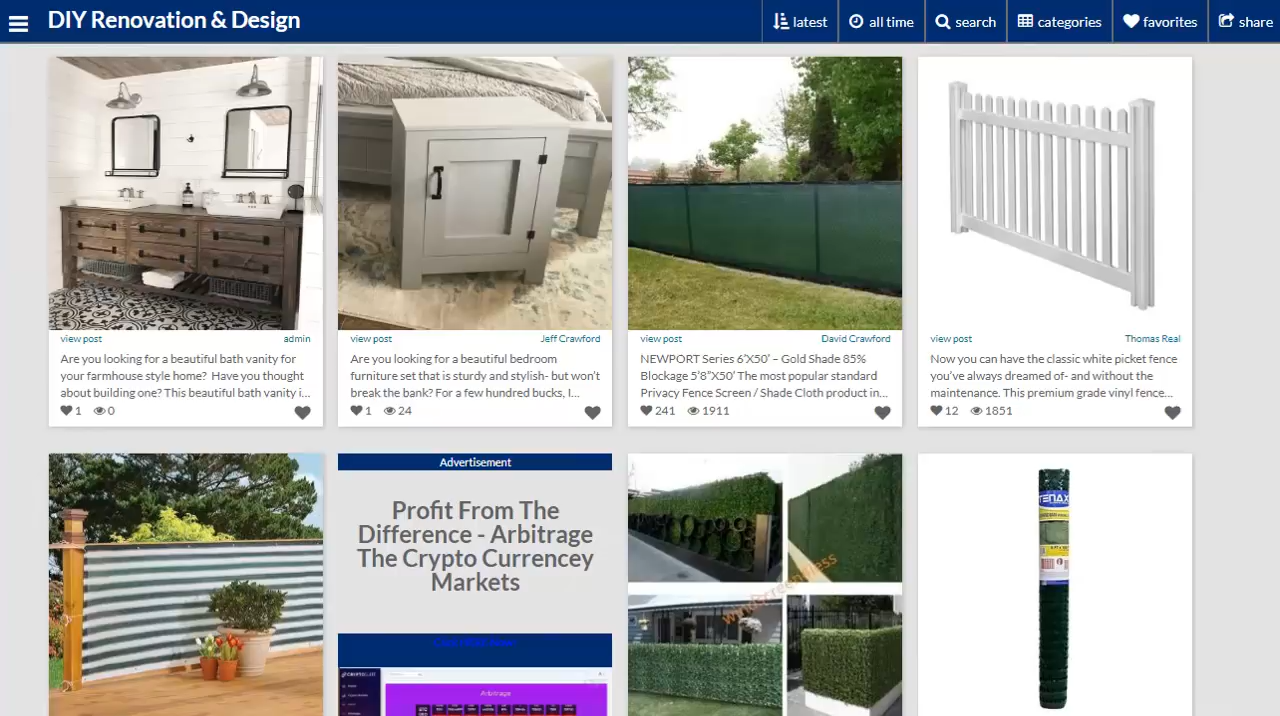 DIY Renovation & Design
latest
all time
search
categories
favorites
share
view post
admin
Are you looking for a beautiful bath vanity for
your farmhouse style home? Have you thought
about building one? This beautiful bath vanity i...
1
0
view post
Jeff Crawford
Are you looking for a beautiful bedroom
furniture set that is sturdy and stylish- but won't
break the bank? For a few hundred bucks, I...
1
24
view post
David Crawford
NEWPORT Series 6'X50' – Gold Shade 85%
Blockage 5'8"X50' The most popular standard
Privacy Fence Screen / Shade Cloth product in...
241
1911
view post
Thomas Real
Now you can have the classic white picket fence
you've always dreamed of- and without the
maintenance. This premium grade vinyl fence...
12
1851
Advertisement
Profit From The
Difference - Arbitrage
The Crypto Currencey
Markets
Arbitrage
TENAX